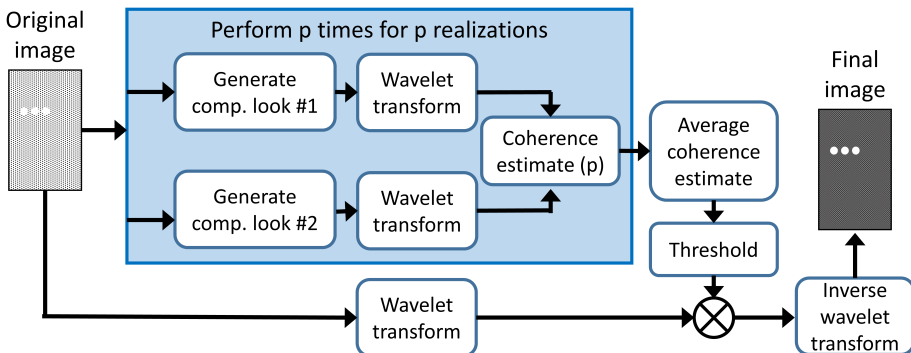 Original
image
Perform p times for p realizations
Generate
comp. look #1
Wavelet
transform
Coherence
estimate (p)
Generate
comp. look #2
Wavelet
transform
Average
coherence
estimate
Threshold
Final
image
Wavelet
transform
Inverse
wavelet
transform